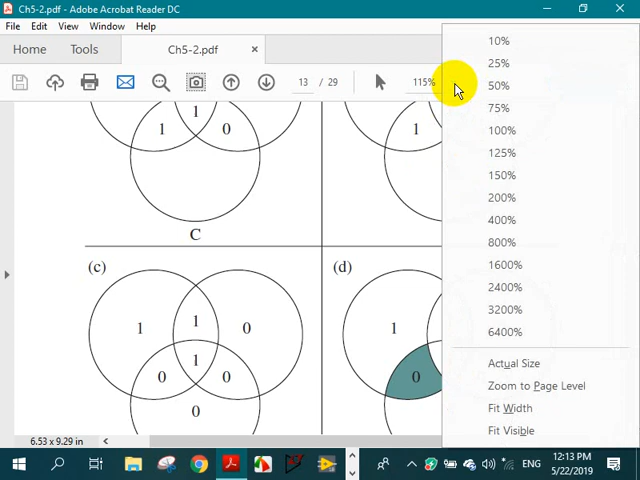 Ch5-2.pdf - Adobe Acrobat Reader DC
File Edit View Window Help
Home Tools Ch5-2.pdf ×
13 / 29 115%
10%
25%
50%
75%
100%
125%
150%
200%
400%
800%
1600%
2400%
3200%
6400%
Actual Size
Zoom to Page Level
Fit Width
Fit Visible
1
1 0 1
C
(c) (d)
1 1 0 1
1
0 0 0
0
6.53 x 9.29 in
ENG
12:13 PM
5/22/2019